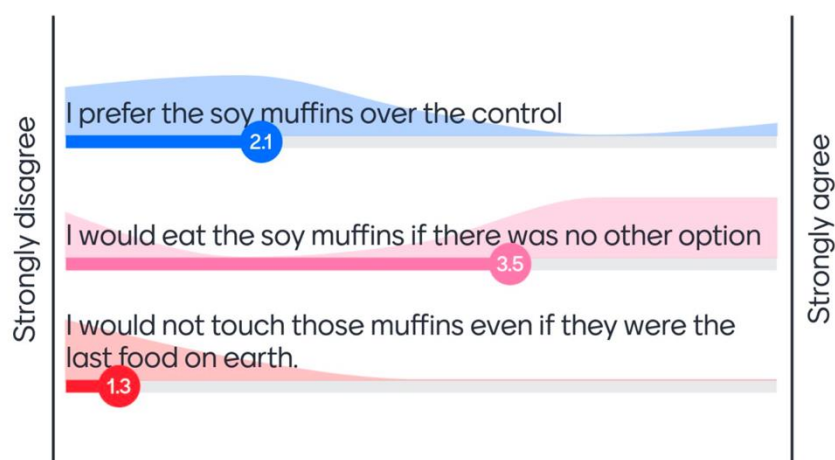 Strongly disagree
I prefer the soy muffins over the control
2.1
I would eat the soy muffins if there was no other option
3.5
I would not touch those muffins even if they were the
last food on earth.
1.3
Strongly agree